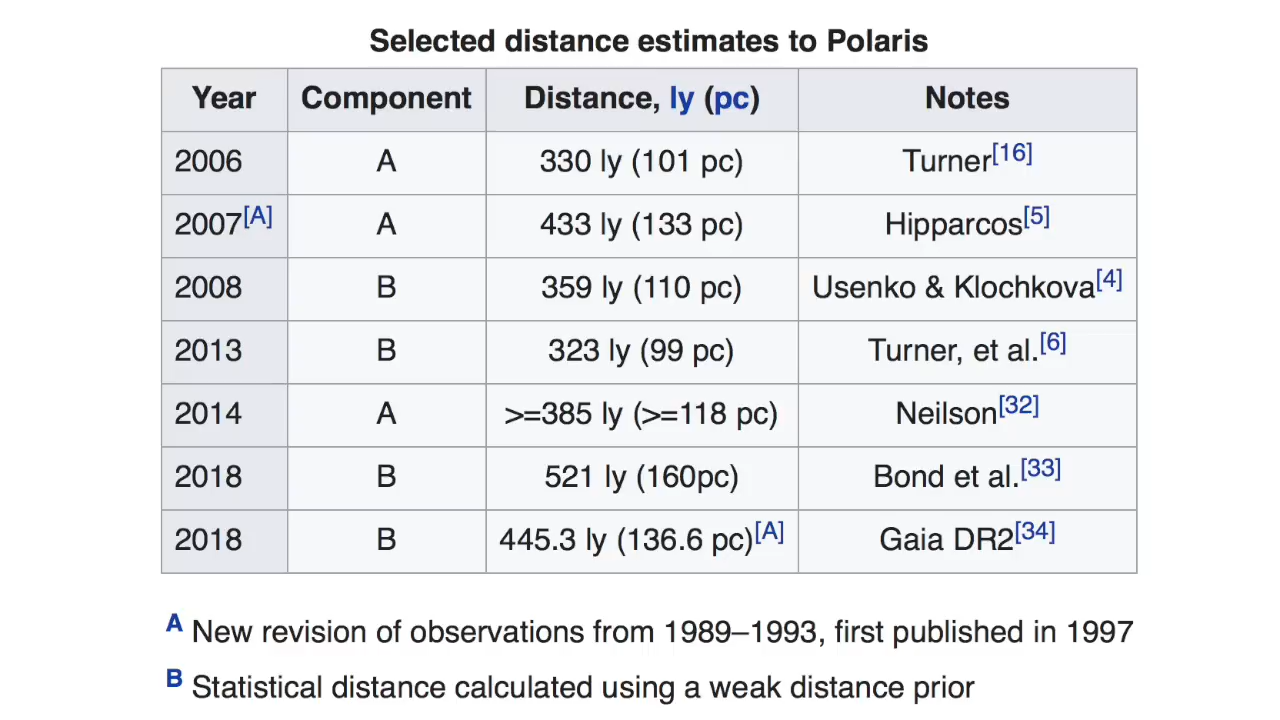 Selected distance estimates to Polaris
Year Component Distance, ly (pc) Notes
2006 A 330 ly (101 pc) Turner[16]
2007[A] A 433 ly (133 pc) Hipparcos[5]
2008 B 359 ly (110 pc) Usenko & Klochkova[4]
2013 B 323 ly (99 pc) Turner, et al.[6]
2014 A >=385 ly (>=118 pc) Neilson[32]
2018 B 521 ly (160pc) Bond et al.[33]
2018 B 445.3 ly (136.6 pc)[A] Gaia DR2[34]
A New revision of observations from 1989–1993, first published in 1997
B Statistical distance calculated using a weak distance prior